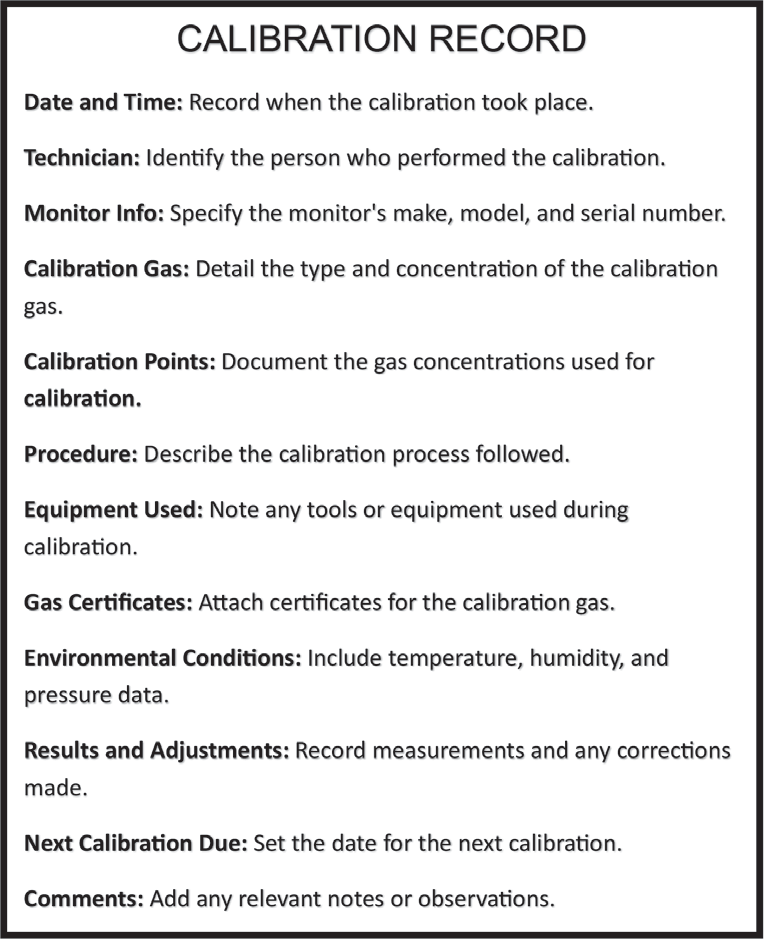 CALIBRATION RECORD
Date and Time: Record when the calibration took place.
Technician: Identify the person who performed the calibration.
Monitor Info: Specify the monitor's make, model, and serial number.
Calibration Gas: Detail the type and concentration of the calibration
gas.
Calibration Points: Document the gas concentrations used for
calibration.
Procedure: Describe the calibration process followed.
Equipment Used: Note any tools or equipment used during
calibration.
Gas Certificates: Attach certificates for the calibration gas.
Environmental Conditions: Include temperature, humidity, and
pressure data.
Results and Adjustments: Record measurements and any corrections
made.
Next Calibration Due: Set the date for the next calibration.
Comments: Add any relevant notes or observations.